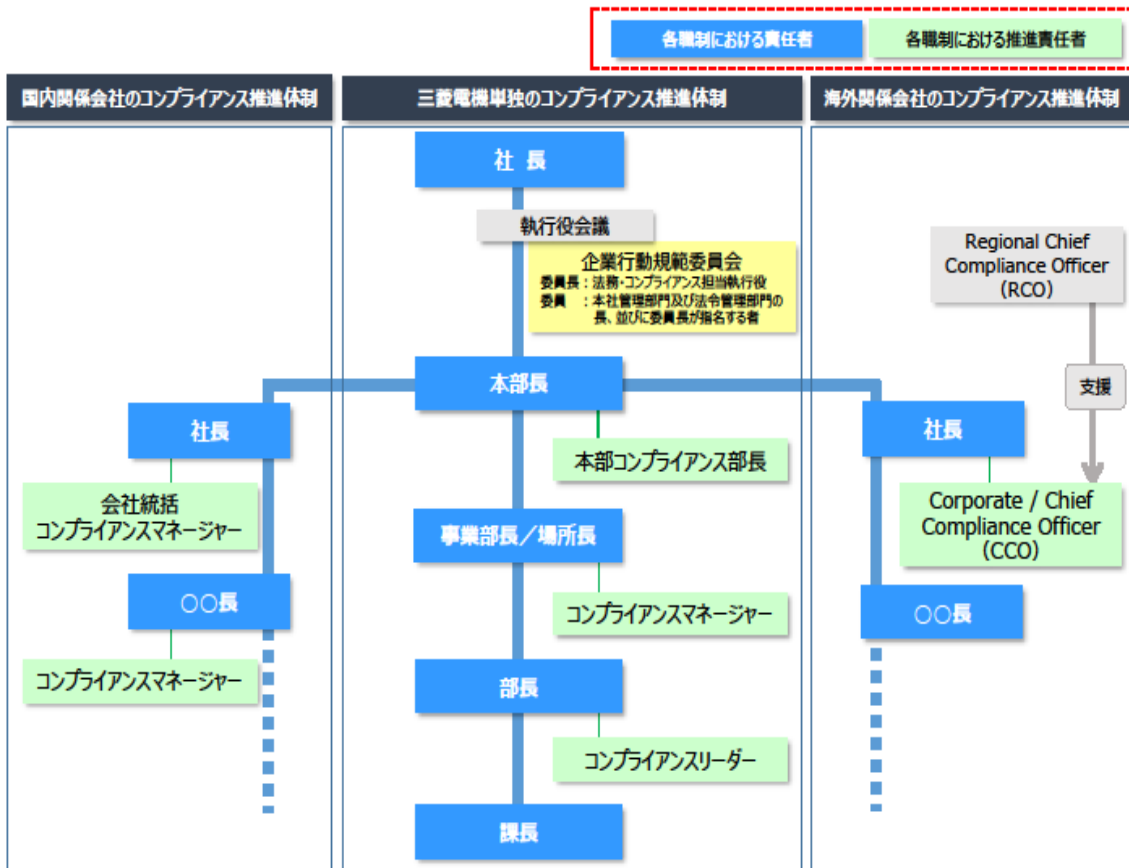 各職制における責任者
各職制における推進責任者
国内関係会社のコンプライアンス推進体制
三菱電機単独のコンプライアンス推進体制
海外関係会社のコンプライアンス推進体制
社 長
執行役会議
企業行動規範委員会
委員長：法務・コンプライアンス担当執行役
委員　：本社管理部門及び法令管理部門の
長、並びに委員長が指名する者
本部長
本部コンプライアンス部長
事業部長／場所長
コンプライアンスマネージャー
部長
コンプライアンスリーダー
課長
社長
会社統括
コンプライアンスマネージャー
○○長
コンプライアンスマネージャー
Regional Chief
Compliance Officer
(RCO)
支援
社長
Corporate / Chief
Compliance Officer
(CCO)
○○長